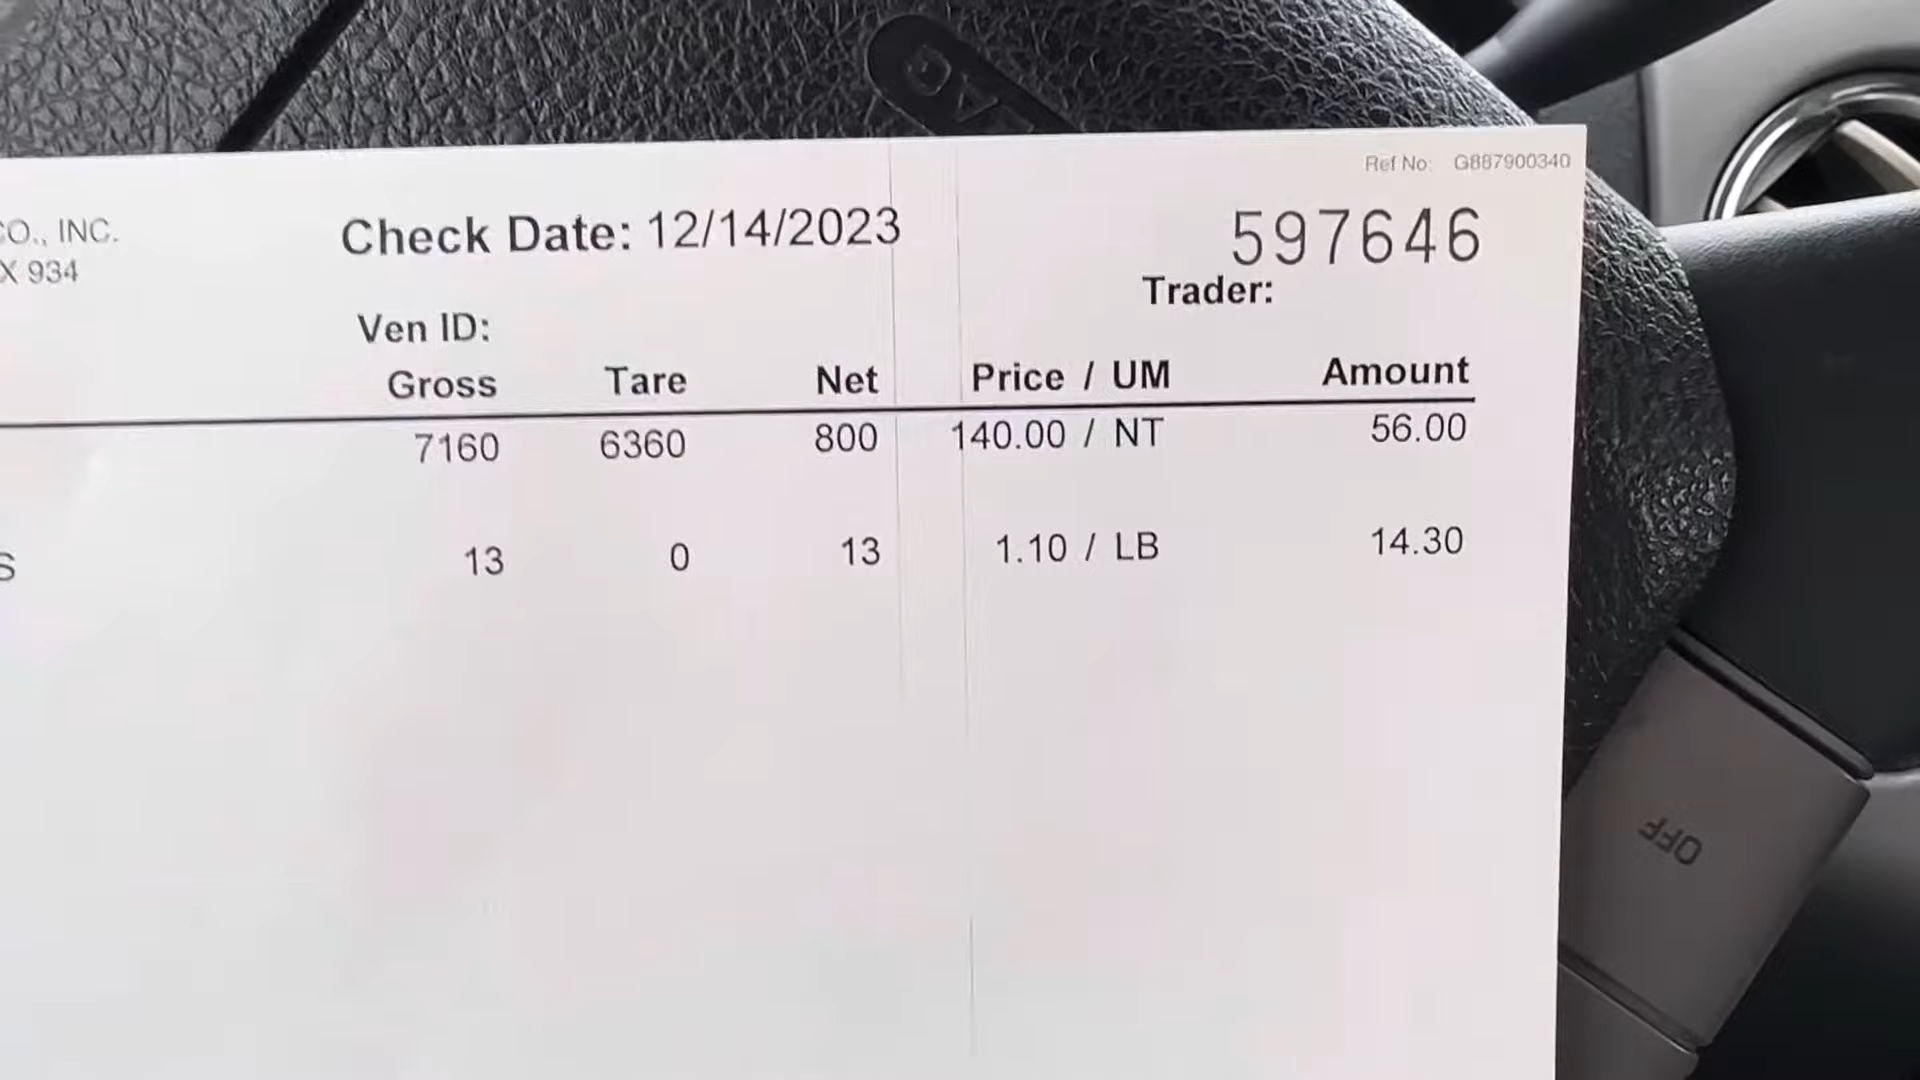 Ref No: G887900340
CO., INC. Check Date: 12/14/2023 597646
X 934 Trader:
Ven ID:
Gross Tare Net Price / UM Amount
7160 6360 800 140.00 / NT 56.00
S 13 0 13 1.10 / LB 14.30
OFF